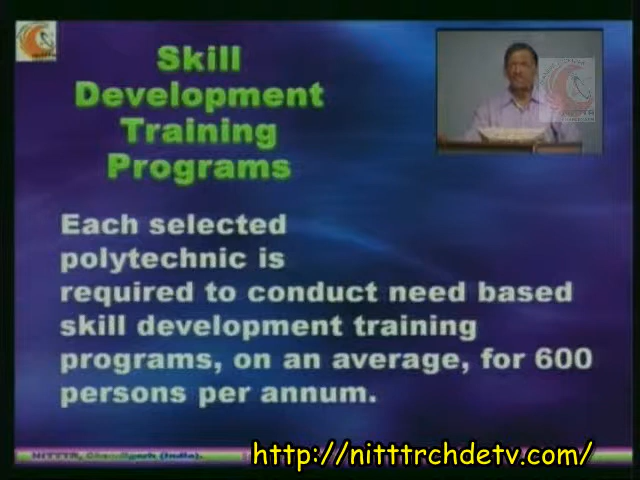 Skill
Development
Training
Programs
Each selected
polytechnic is
required to conduct need based
skill development training
programs, on an average, for 600
persons per annum.
NITTTR, Chandigarh (India).
http://nitttrchdetv.com/